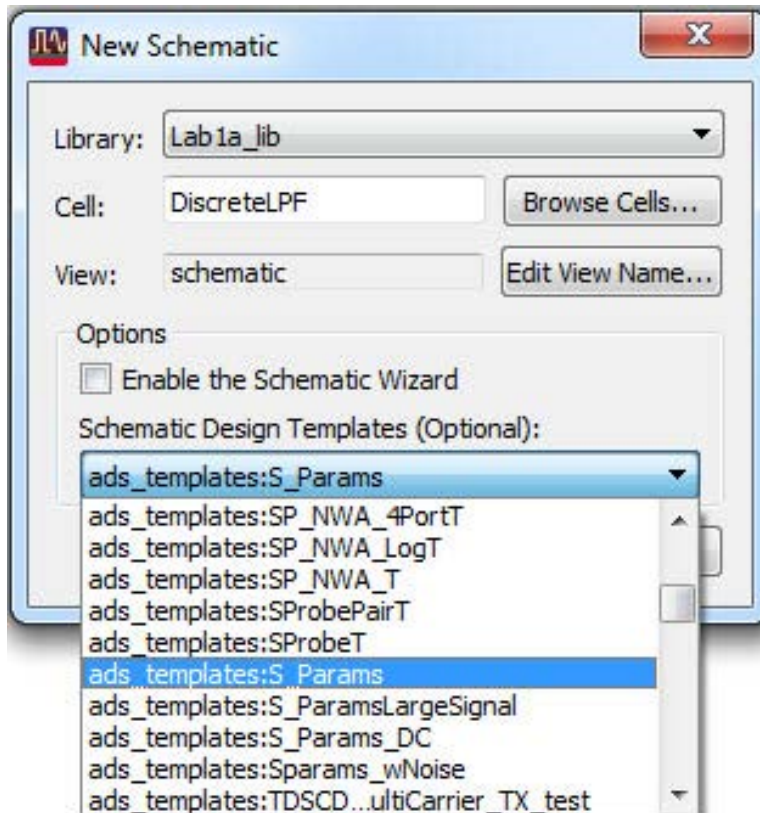 New Schematic
Library: Lab1a_lib
Cell: DiscreteLPF Browse Cells...
View: schematic Edit View Name...
Options
Enable the Schematic Wizard
Schematic Design Templates (Optional):
ads_templates:S_Params
ads_templates:SP_NWA_4PortT
ads_templates:SP_NWA_LogT
ads_templates:SP_NWA_T
ads_templates:SProbePairT
ads_templates:SProbeT
ads_templates:S_Params
ads_templates:S_ParamsLargeSignal
ads_templates:S_Params_DC
ads_templates:Sparams_wNoise
ads_templates:TDSCD...ultiCarrier_TX_test